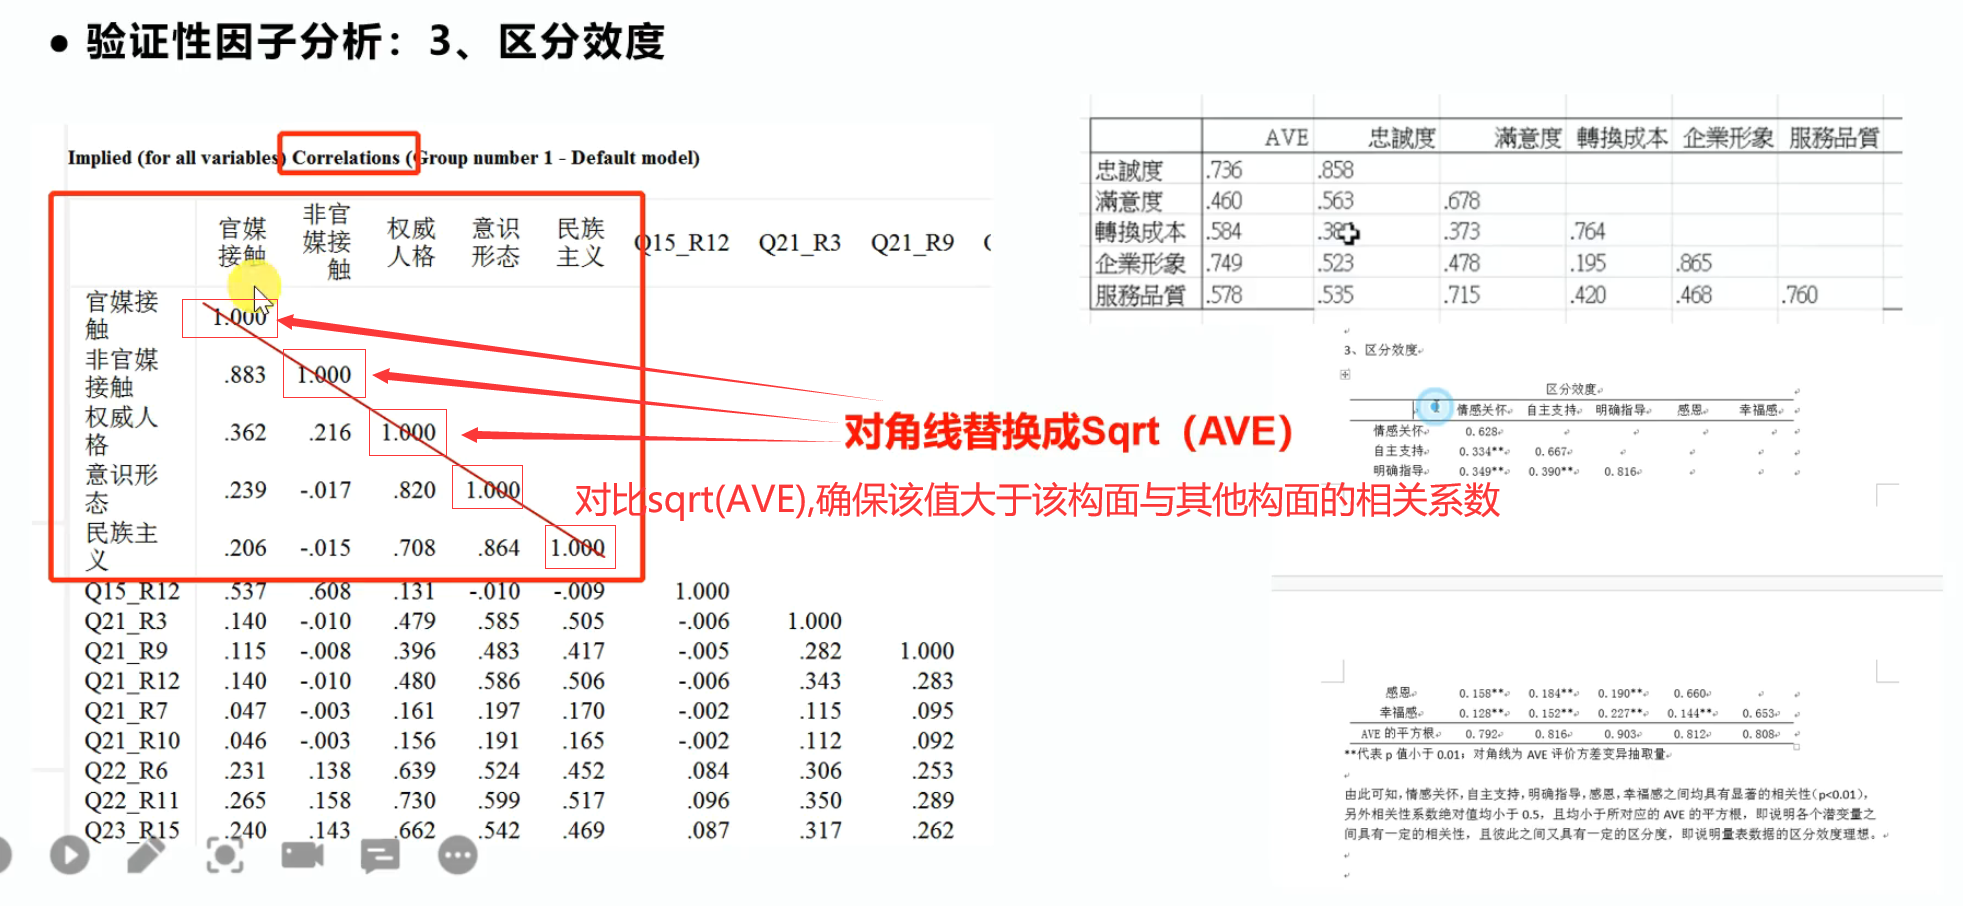 • 验证性因子分析：3、区分效度
Implied (for all variables) Correlations (Group number 1 - Default model)
官媒接触 非官媒接触 权威人格 意识形态 民族主义 Q15_R12 Q21_R3 Q21_R9
官媒接触 1.000
非官媒接触 .883 1.000
权威人格 .362 .216 1.000
意识形态 .239 -.017 .820 1.000
民族主义 .206 -.015 .708 .864 1.000
Q15_R12 .537 .608 .131 -.010 -.009 1.000
Q21_R3 .140 -.010 .479 .585 .505 -.006 1.000
Q21_R9 .115 -.008 .396 .483 .417 -.005 .282 1.000
Q21_R12 .140 -.010 .480 .586 .506 -.006 .343 .283
Q21_R7 .047 -.003 .161 .197 .170 -.002 .115 .095
Q21_R10 .046 -.003 .156 .191 .165 -.002 .112 .092
Q22_R6 .231 .138 .639 .524 .452 .084 .306 .253
Q22_R11 .265 .158 .730 .599 .517 .096 .350 .289
Q23_R15 .240 .143 .662 .542 .469 .087 .317 .262
对角线替换成Sqrt（AVE）
对比sqrt(AVE),确保该值大于该构面与其他构面的相关系数
AVE 忠誠度 滿意度 轉換成本 企業形象 服務品質
忠誠度 .736 .858
滿意度 .460 .563 .678
轉換成本 .584 .373 .764
企業形象 .749 .523 .478 .195 .865
服務品質 .578 .535 .715 .420 .468 .760
3、区分效度
区分效度
情感关怀 自主支持 明确指导 感恩 幸福感
情感关怀 0.628
自主支持 0.334** 0.667
明确指导 0.349** 0.390** 0.816
感恩 0.158** 0.184** 0.190** 0.660
幸福感 0.128** 0.152** 0.227** 0.144** 0.653
AVE 的平方根 0.792 0.816 0.903 0.812 0.808
**代表 p 值小于 0.01；对角线为 AVE 评价方差变异抽取量
由此可知，情感关怀，自主支持，明确指导，感恩，幸福感之间均具有显著的相关性（p<0.01），
另外相关性系数绝对值均小于 0.5，且均小于所对应的 AVE 的平方根，即说明各个潜变量之
间具有一定的相关性，且彼此之间又具有一定的区分度，即说明量表数据的区分效度理想。